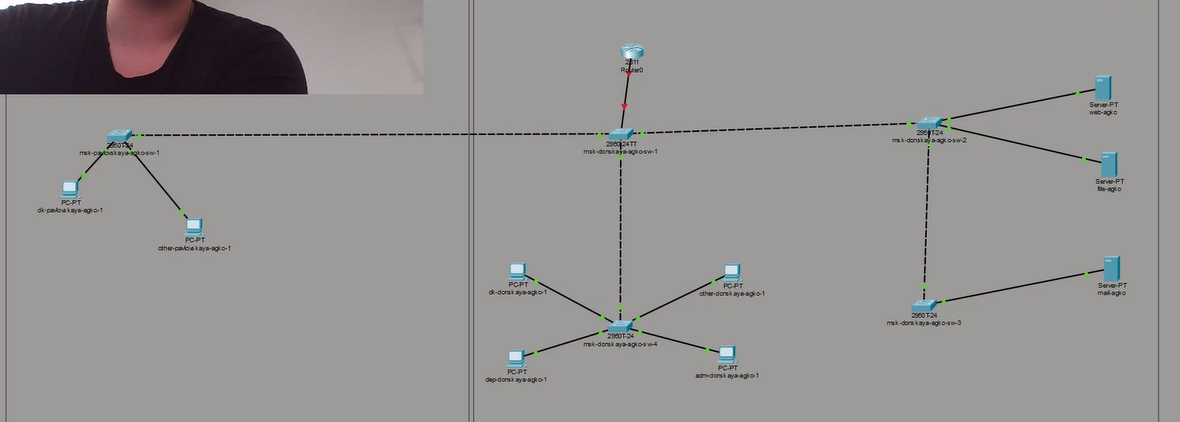 2811
Router0
2960T-24
msk-pavlovskaya-agko-sw-1
PC-PT
dk-pavlovskaya-agko-1
PC-PT
other-pavlovskaya-agko-1
2960-24TT
msk-donskaya-agko-sw-1
2960T-24
msk-donskaya-agko-sw-2
Server-PT
web-agko
Server-PT
file-agko
PC-PT
dk-donskaya-agko-1
PC-PT
other-donskaya-agko-1
2960T-24
msk-donskaya-agko-sw-4
PC-PT
dep-donskaya-agko-1
PC-PT
adm-donskaya-agko-1
2960T-24
msk-donskaya-agko-sw-3
Server-PT
mail-agko